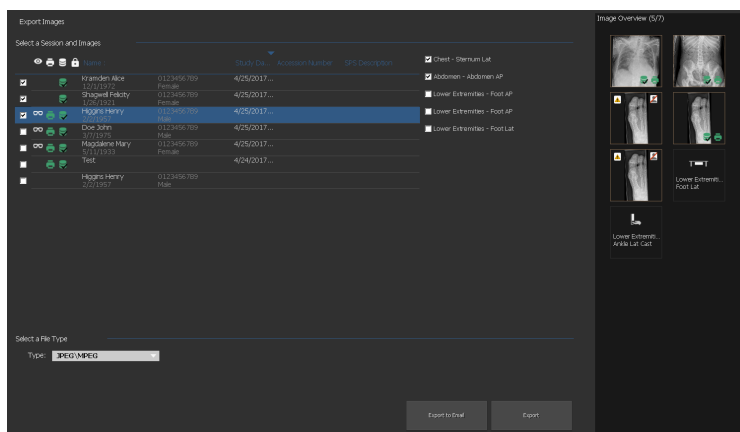 Export Images
Image Overview (5/7)
Select a Session and Images
Name
Study Da...
Accession Number
SPS Description
Kramden Alice
12/1/1972
0123456789
Female
4/25/2017...
Shagwell Felicity
1/26/1921
0123456789
Female
4/25/2017...
Higgins Henry
2/2/1957
0123456789
Male
4/25/2017...
Doe John
3/7/1975
0123456789
Male
4/25/2017...
Magdalene Mary
5/11/1933
0123456789
Female
4/25/2017...
Test
4/24/2017...
Higgins Henry
2/2/1957
0123456789
Male
Chest - Sternum Lat
Abdomen - Abdomen AP
Lower Extremities - Foot AP
Lower Extremities - Foot AP
Lower Extremities - Foot Lat
Lower Extremiti...
Foot Lat
Lower Extremiti...
Ankle Lat Cast
Select a File Type
Type: JPEG\MPEG
Export to Email
Export